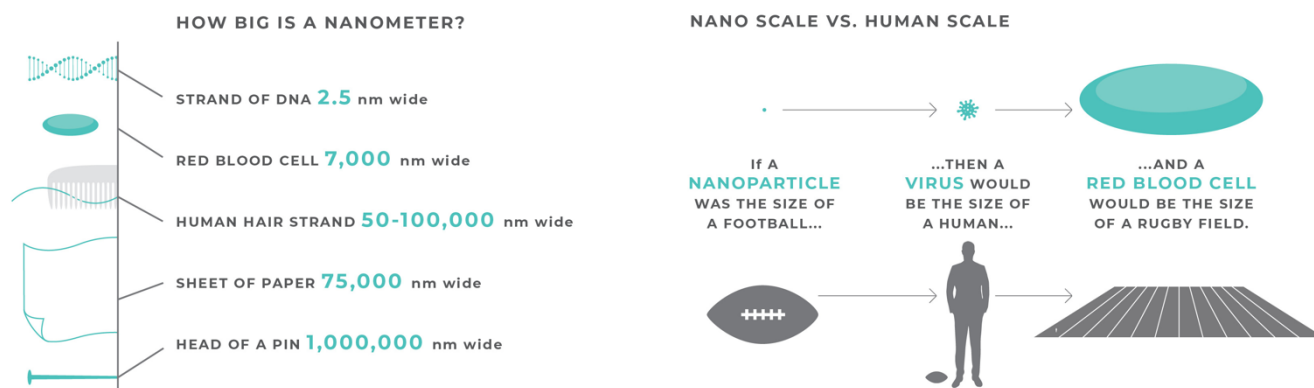 HOW BIG IS A NANOMETER?
STRAND OF DNA 2.5 nm wide
RED BLOOD CELL 7,000 nm wide
HUMAN HAIR STRAND 50-100,000 nm wide
SHEET OF PAPER 75,000 nm wide
HEAD OF A PIN 1,000,000 nm wide
NANO SCALE VS. HUMAN SCALE
If A
NANOPARTICLE
WAS THE SIZE OF
A FOOTBALL...
...THEN A
VIRUS WOULD
BE THE SIZE OF
A HUMAN...
...AND A
RED BLOOD CELL
WOULD BE THE SIZE
OF A RUGBY FIELD.